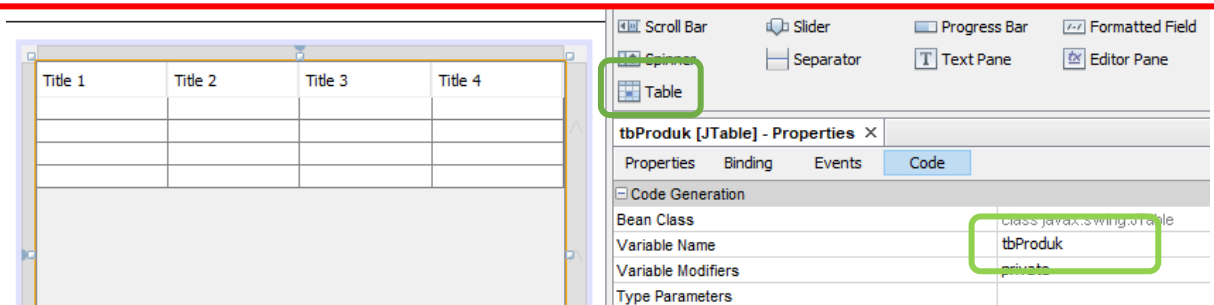 Title 1 Title 2 Title 3 Title 4
Scroll Bar Slider Progress Bar Formatted Field
Spinner Separator Text Pane Editor Pane
Table
tbProduk [JTable] - Properties ×
Properties Binding Events Code
Code Generation
Bean Class class javax.swing.JTable
Variable Name tbProduk
Variable Modifiers private
Type Parameters